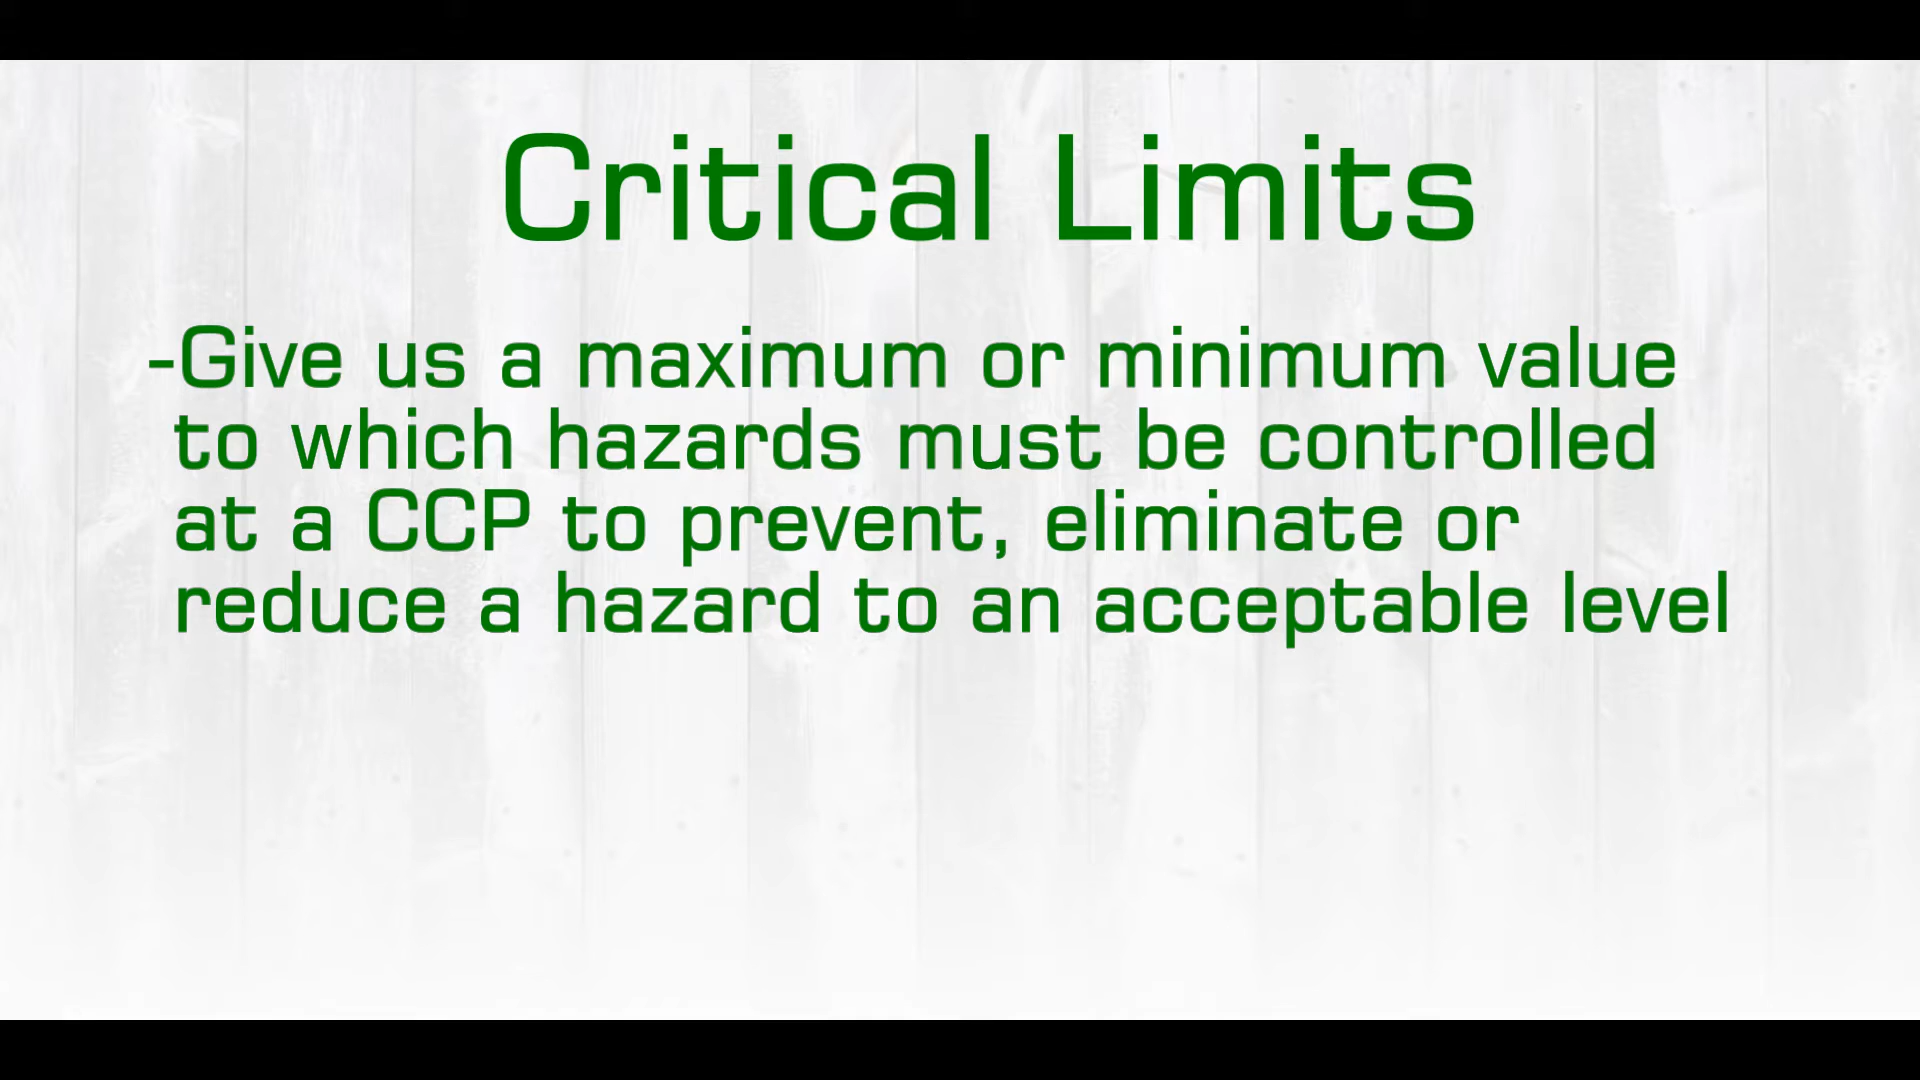 Critical Limits
-Give us a maximum or minimum value
to which hazards must be controlled
at a CCP to prevent, eliminate or
reduce a hazard to an acceptable level